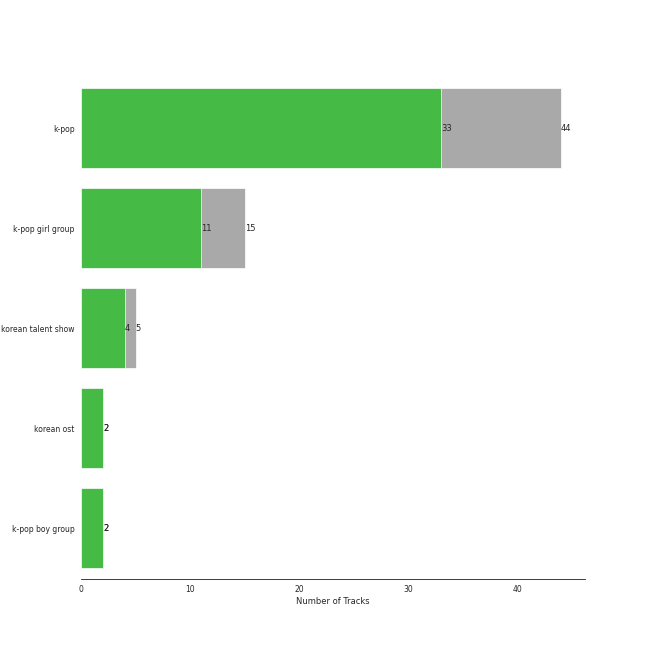 k-pop 33 44
k-pop girl group 11 15
korean talent show 4 5
korean ost 2
k-pop boy group 2
0 10 20 30 40
Number of Tracks